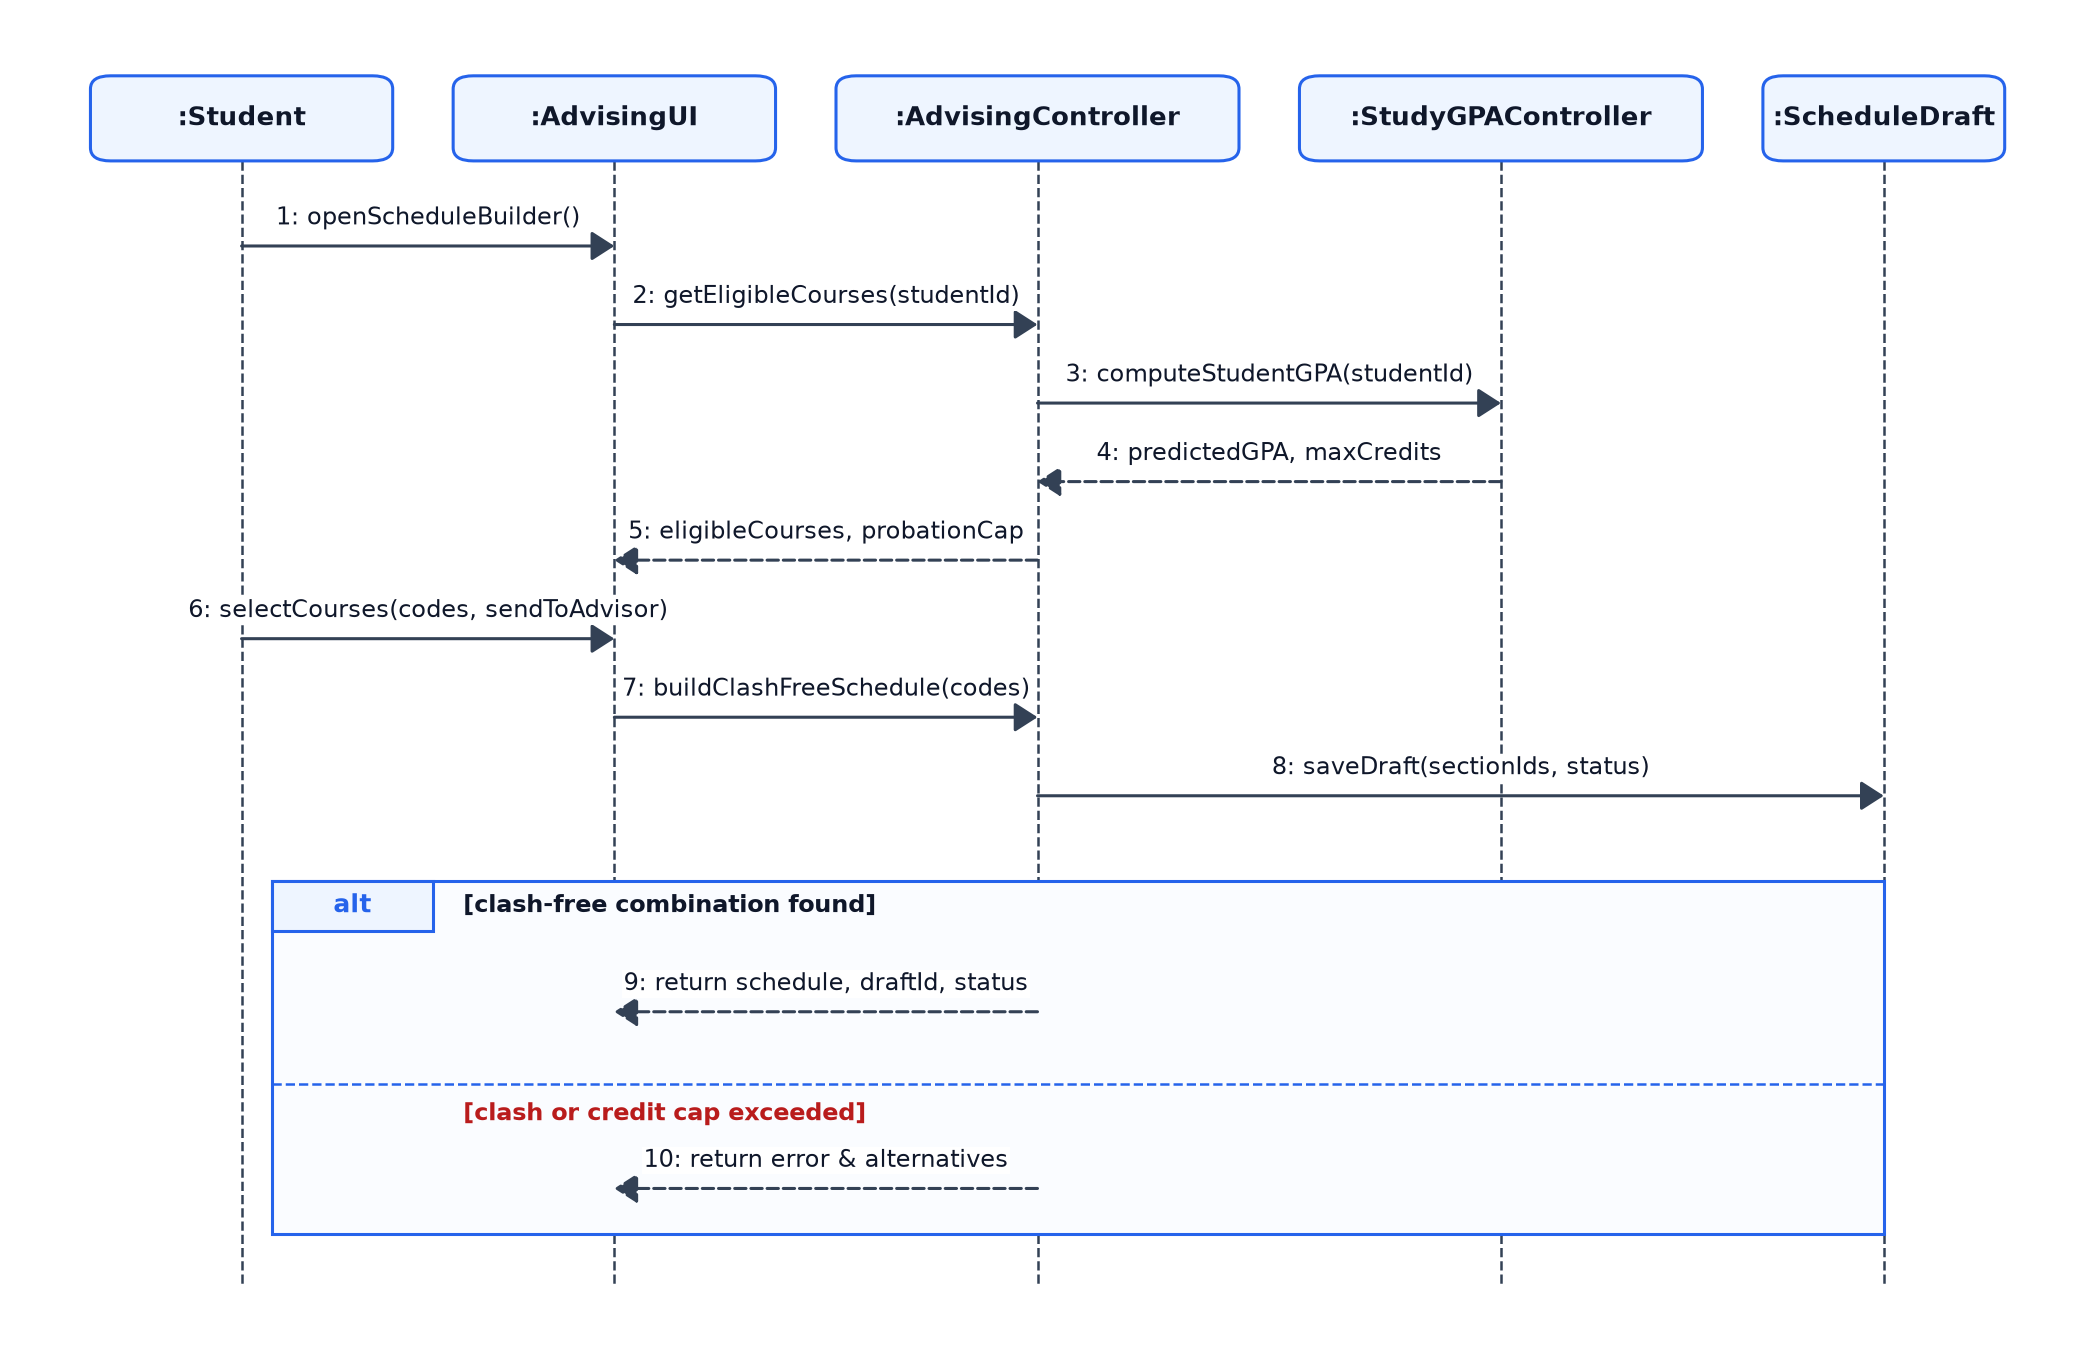 :Student
:AdvisingUI
:AdvisingController
:StudyGPAController
:ScheduleDraft
1: openScheduleBuilder()
2: getEligibleCourses(studentId)
3: computeStudentGPA(studentId)
4: predictedGPA, maxCredits
5: eligibleCourses, probationCap
6: selectCourses(codes, sendToAdvisor)
7: buildClashFreeSchedule(codes)
8: saveDraft(sectionIds, status)
alt
[clash-free combination found]
9: return schedule, draftId, status
[clash or credit cap exceeded]
10: return error & alternatives